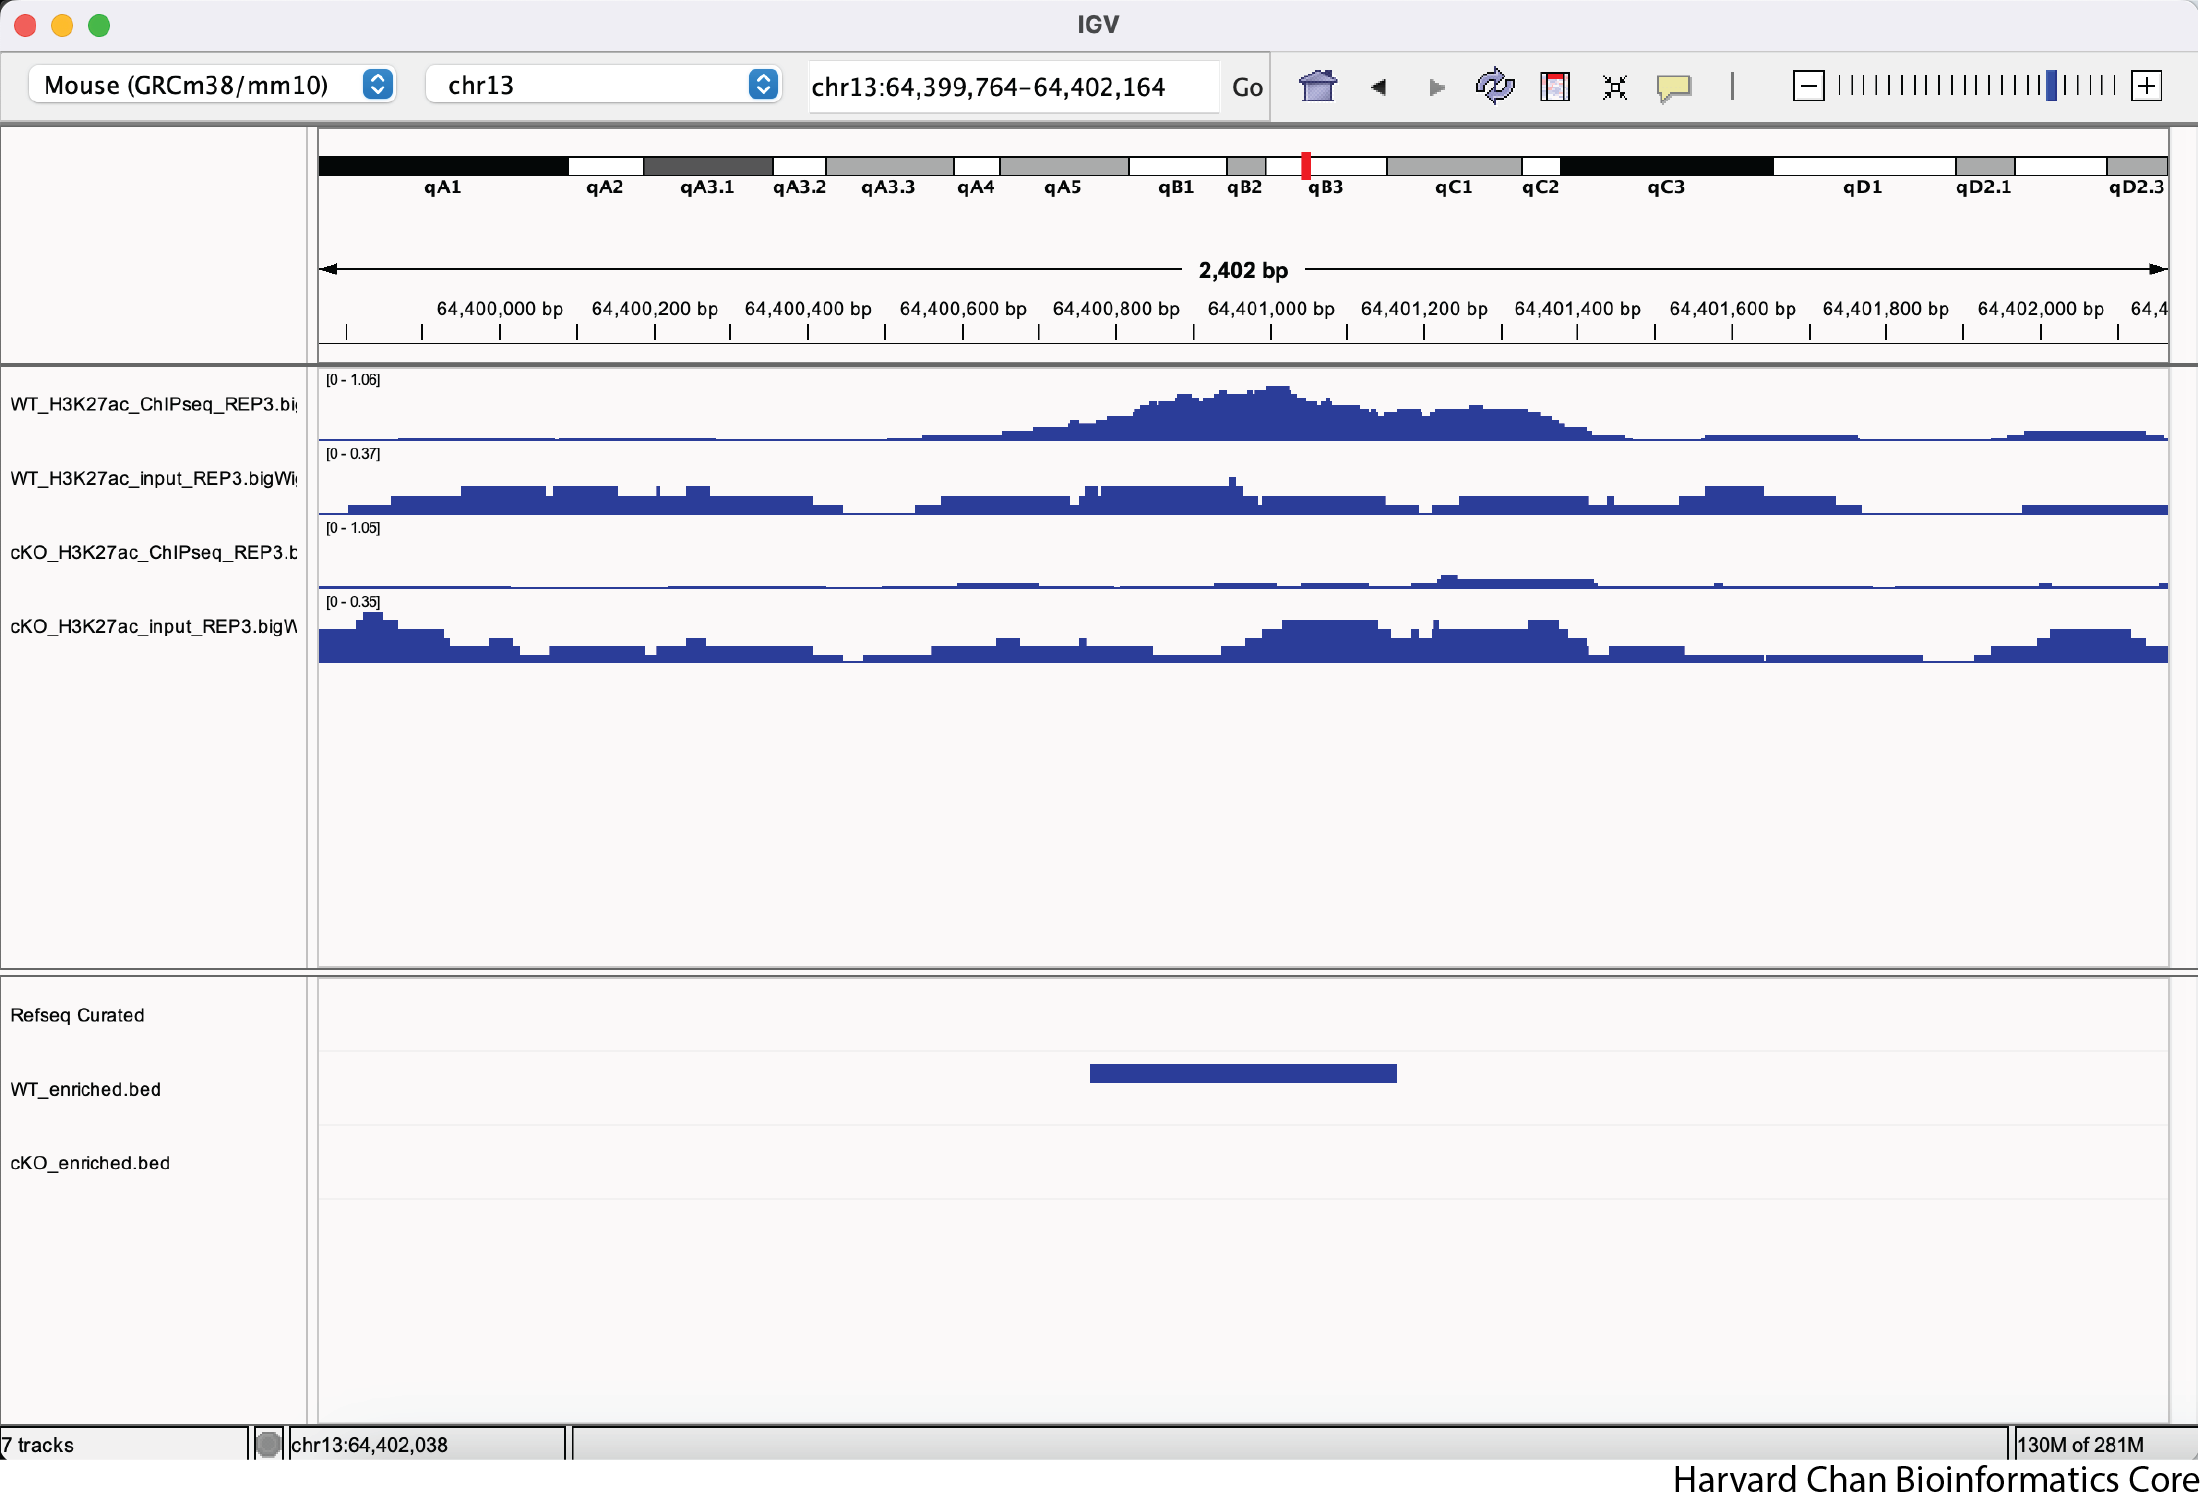 IGV
Mouse (GRCm38/mm10) chr13 chr13:64,399,764-64,402,164 Go
qA1 qA2 qA3.1 qA3.2 qA3.3 qA4 qA5 qB1 qB2 qB3 qC1 qC2 qC3 qD1 qD2.1 qD2.3
2,402 bp
64,400,000 bp 64,400,200 bp 64,400,400 bp 64,400,600 bp 64,400,800 bp 64,401,000 bp 64,401,200 bp 64,401,400 bp 64,401,600 bp 64,401,800 bp 64,402,000 bp 64,4
[0 - 1.06]
WT_H3K27ac_ChIPseq_REP3.bi
[0 - 0.37]
WT_H3K27ac_input_REP3.bigWi
[0 - 1.05]
cKO_H3K27ac_ChIPseq_REP3.b
[0 - 0.35]
cKO_H3K27ac_input_REP3.bigW
Refseq Curated
WT_enriched.bed
cKO_enriched.bed
7 tracks chr13:64,402,038 130M of 281M
Harvard Chan Bioinformatics Core